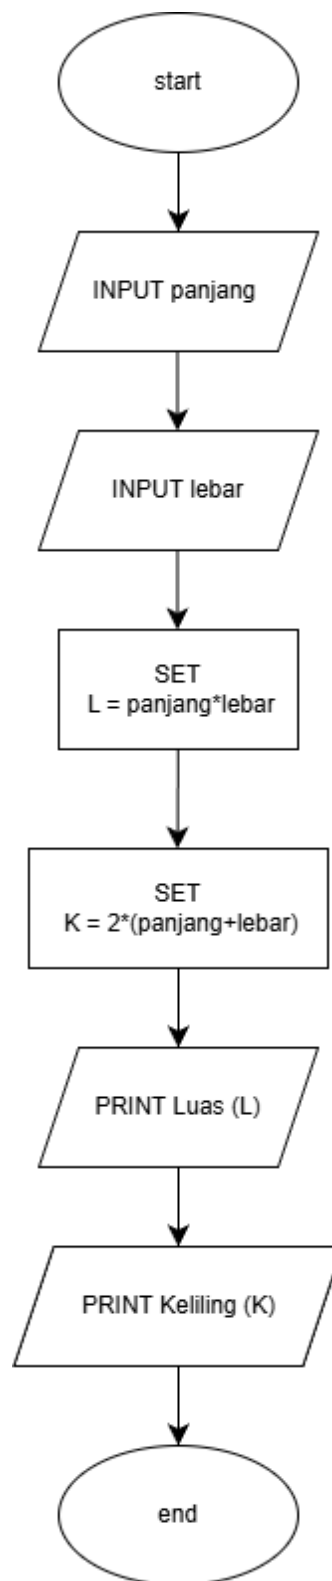 start
INPUT panjang
INPUT lebar
SET
L = panjang*lebar
SET
K = 2*(panjang+lebar)
PRINT Luas (L)
PRINT Keliling (K)
end